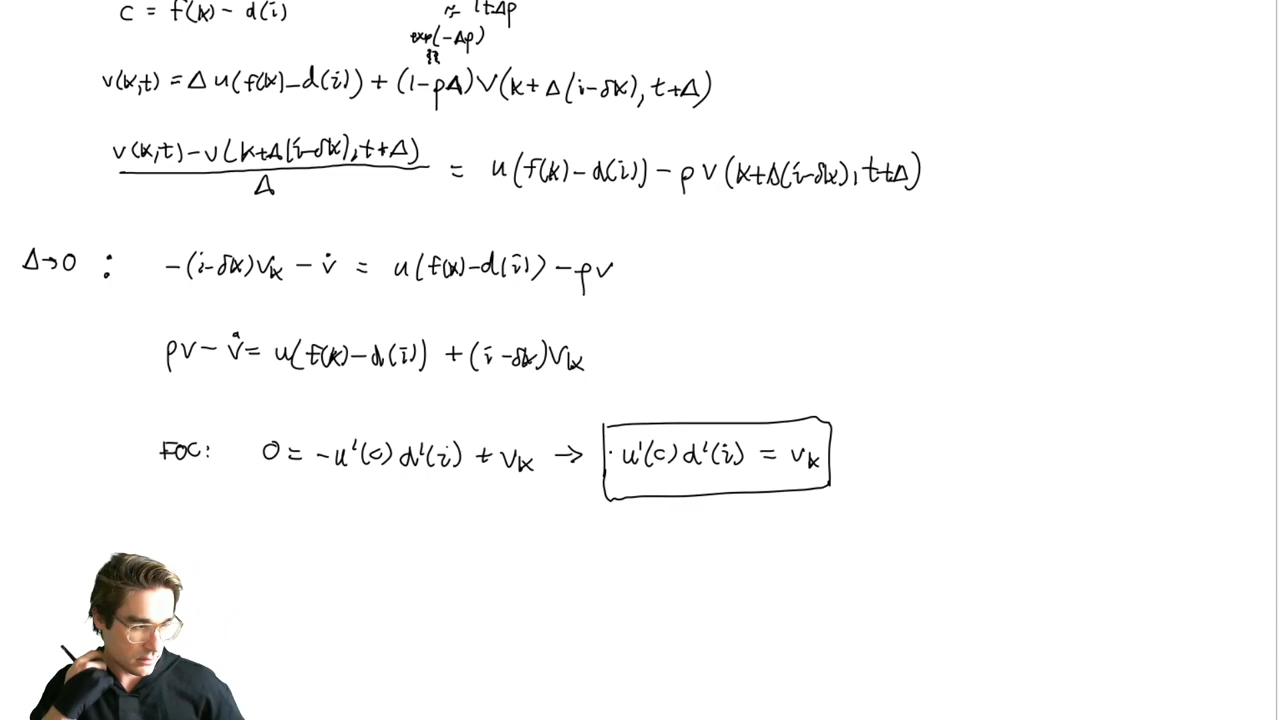 c = f(k) - d(i)
≈ 1+Δρ
exp(-Δρ)
v(k,t) = Δ u(f(k) - d(i)) + (1-ρΔ) v(k+Δ(i-δk), t+Δ)
(v(k,t) - v(k+Δ(i-δk), t+Δ)) / Δ = u(f(k) - d(i)) - ρ v(k+Δ(i-δk), t+Δ)
Δ→0 : -(i-δk)v_k - v̇ = u(f(k)-d(i)) - ρv
ρv - v̇ = u(f(k)-d(i)) + (i-δk)v_k
FOC: 0 = -u'(c) d'(i) + v_k → u'(c) d'(i) = v_k